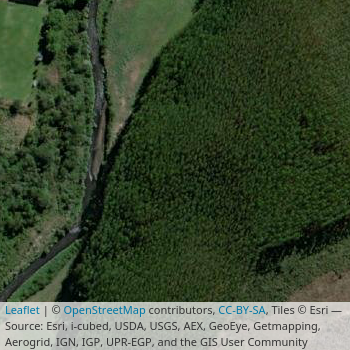 Leaflet | © OpenStreetMap contributors, CC-BY-SA, Tiles © Esri —
Source: Esri, i-cubed, USDA, USGS, AEX, GeoEye, Getmapping,
Aerogrid, IGN, IGP, UPR-EGP, and the GIS User Community